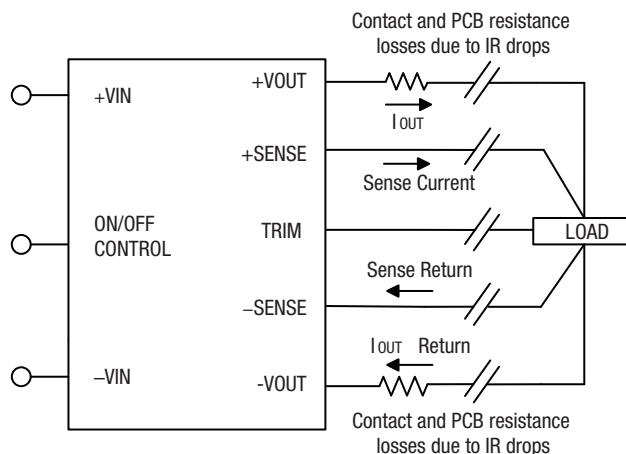 Contact and PCB resistance
losses due to IR drops
+VOUT
+VIN
IOUT
+SENSE
Sense Current
ON/OFF
CONTROL
TRIM
LOAD
Sense Return
−SENSE
IOUT Return
−VIN
-VOUT
Contact and PCB resistance
losses due to IR drops